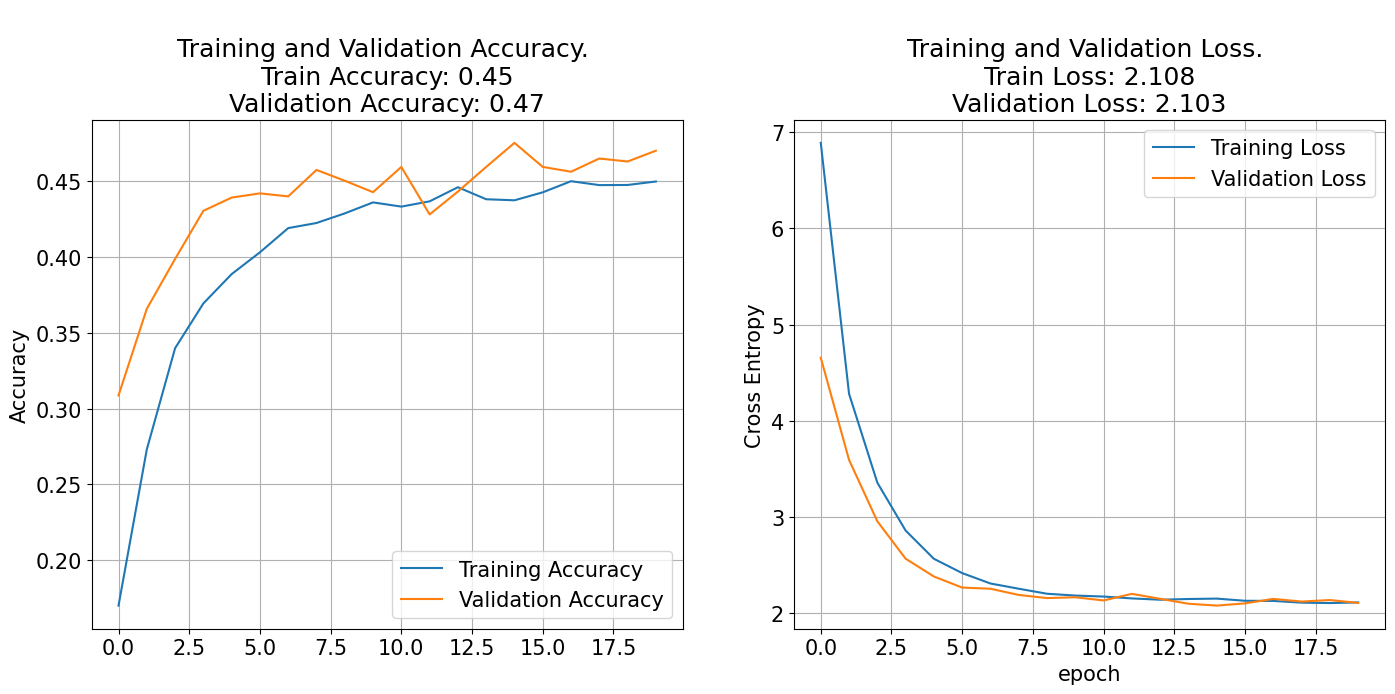 Training and Validation Accuracy.
Train Accuracy: 0.45
Validation Accuracy: 0.47
Accuracy
0.45
0.40
0.35
0.30
0.25
0.20
Training Accuracy
Validation Accuracy
0.0 2.5 5.0 7.5 10.0 12.5 15.0 17.5
Training and Validation Loss.
Train Loss: 2.108
Validation Loss: 2.103
Cross Entropy
7
6
5
4
3
2
Training Loss
Validation Loss
0.0 2.5 5.0 7.5 10.0 12.5 15.0 17.5
epoch